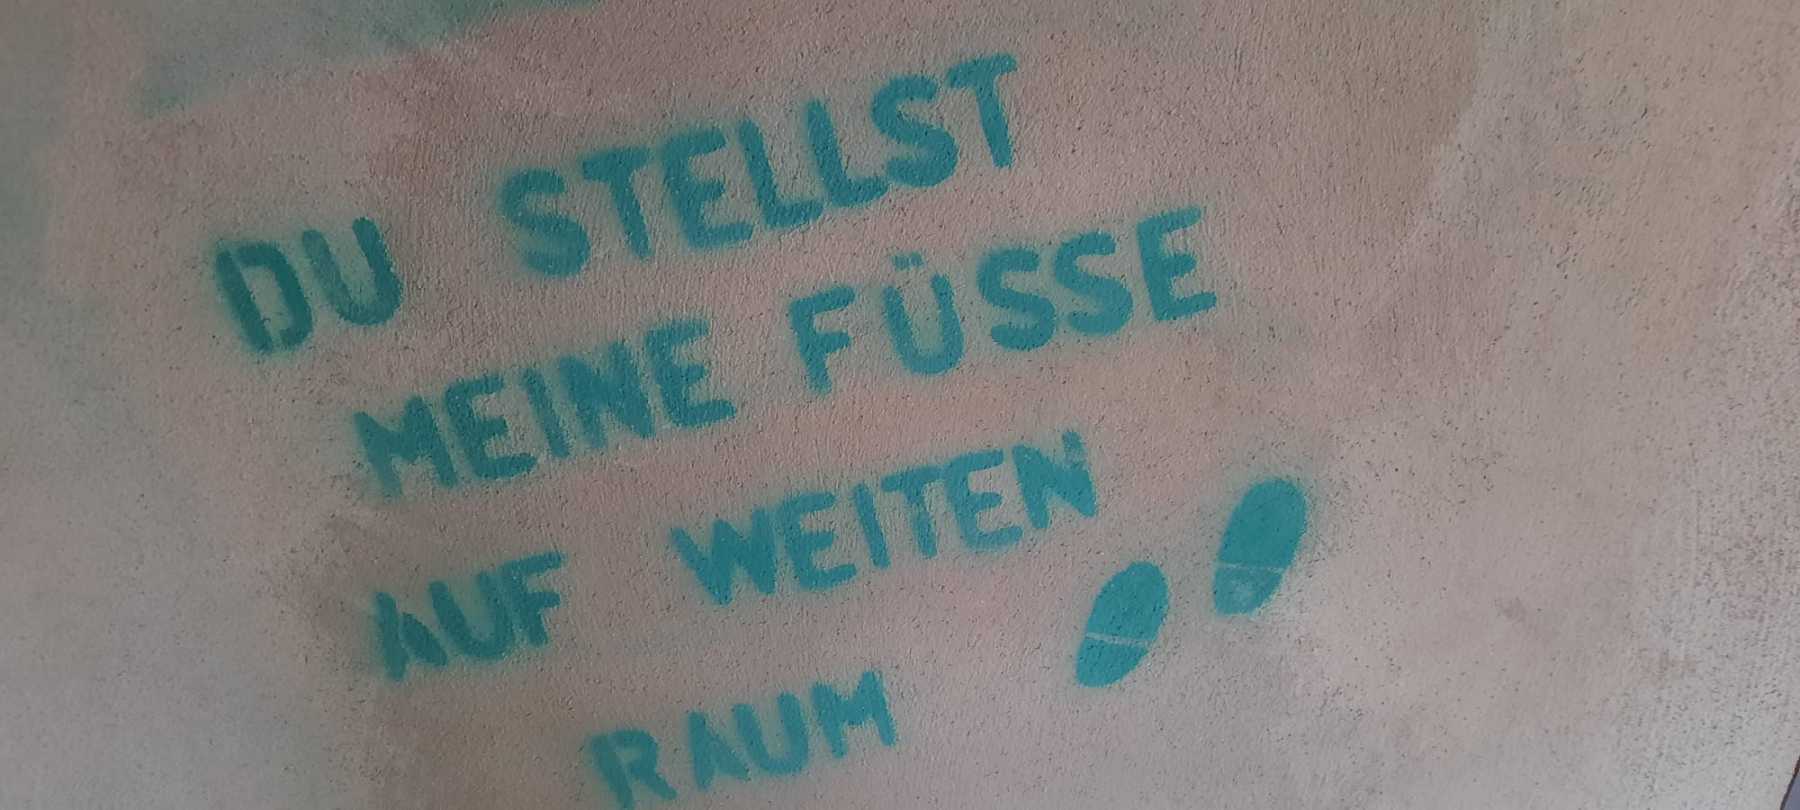 DU STELLST
MEINE FÜSSE
AUF WEITEN
RAUM